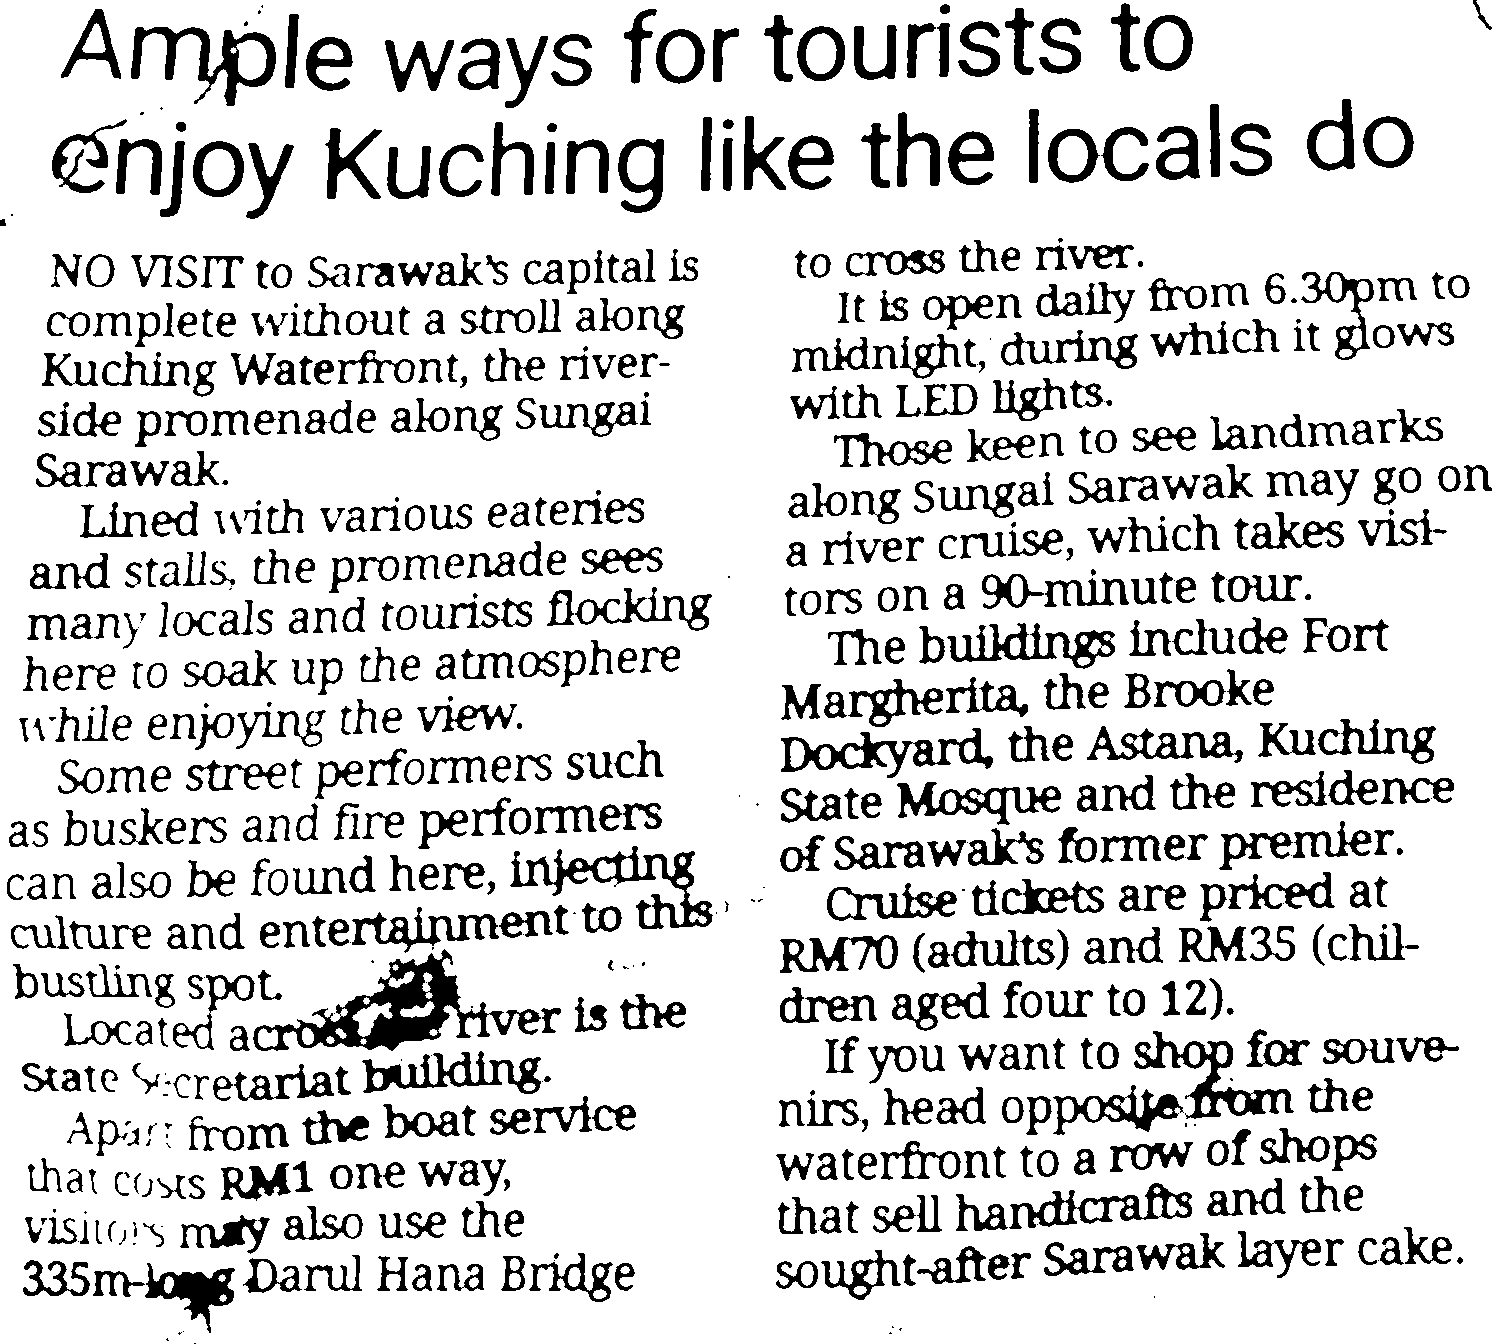 Ample ways for tourists to
enjoy Kuching like the locals do
NO VISIT to Sarawak's capital is
complete without a stroll along
Kuching Waterfront, the river-
side promenade along Sungai
Sarawak.
Lined with various eateries
and stalls, the promenade sees
many locals and tourists flocking
here to soak up the atmosphere
while enjoying the view.
Some street performers such
as buskers and fire performers
can also be found here, injecting
culture and entertainment to this
bustling spot.
Located across river is the
State Secretariat building.
Apart from the boat service
that costs RM1 one way,
visitors may also use the
335m-long Darul Hana Bridge
to cross the river.
It is open daily from 6.30pm to
midnight, during which it glows
with LED lights.
Those keen to see landmarks
along Sungai Sarawak may go on
a river cruise, which takes visi-
tors on a 90-minute tour.
The buildings include Fort
Margherita, the Brooke
Dockyard, the Astana, Kuching
State Mosque and the residence
of Sarawak's former premier.
Cruise tickets are priced at
RM70 (adults) and RM35 (chil-
dren aged four to 12).
If you want to shop for souve-
nirs, head opposite from the
waterfront to a row of shops
that sell handicrafts and the
sought-after Sarawak layer cake.